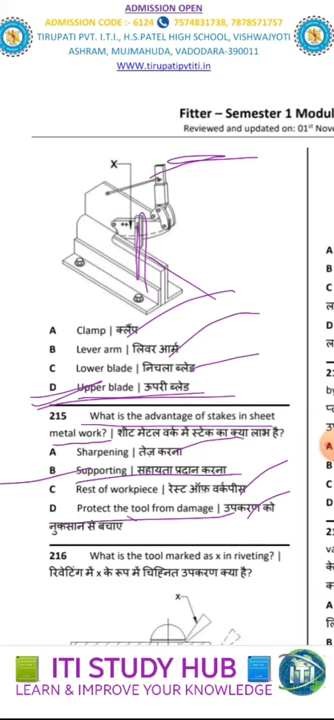 ADMISSION OPEN
ADMISSION CODE :- 6124 7574831738, 7878571757
TIRUPATI PVT. I.T.I., H.S.PATEL HIGH SCHOOL, VISHWAJYOTI
ASHRAM, MUJMAHUDA, VADODARA-390011
WWW.tirupatipvtiti.in
Fitter – Semester 1 Modul
Reviewed and updated on: 01st Nove
X
A Clamp | क्लैंप
B Lever arm | लिवर आर्म
C Lower blade | निचला ब्लेड
D Upper blade | ऊपरी ब्लेड
215 What is the advantage of stakes in sheet
metal work? | शीट मेटल वर्क में स्टेक का क्या लाभ है?
A Sharpening | तेज़ करना
B Supporting | सहायता प्रदान करना
C Rest of workpiece | रेस्ट ऑफ़ वर्कपीस
D Protect the tool from damage | उपकरण को
नुकसान से बचाए
216 What is the tool marked as x in riveting? |
रिवेटिंग में x के रूप में चिह्नित उपकरण क्या है?
X
A
B
C
D
A
B
C
D
A
B
ITI STUDY HUB
LEARN & IMPROVE YOUR KNOWLEDGE
ITI